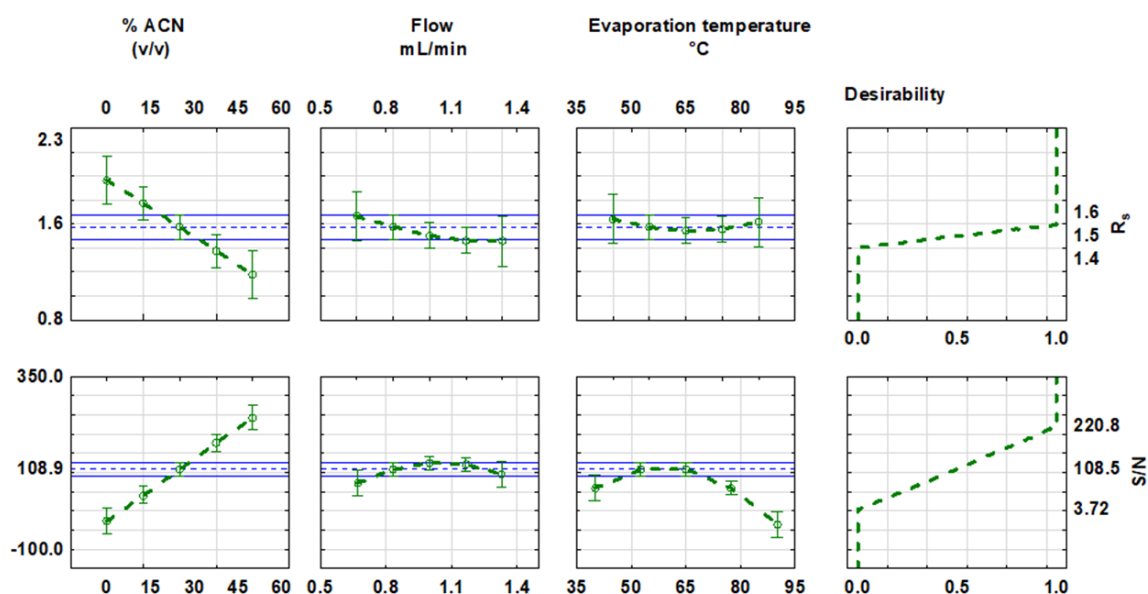 % ACN
(v/v)
Flow
mL/min
Evaporation temperature
°C
0 15 30 45 60
0.5 0.8 1.1 1.4
35 50 65 80 95
Desirability
2.3
1.6
0.8
1.6
1.5
1.4
Rs
0.0 0.5 1.0
350.0
108.9
-100.0
220.8
108.5
3.72
S/N
0 15 30 45 60
0.5 0.8 1.1 1.4
35 50 65 80 95
0.0 0.5 1.0